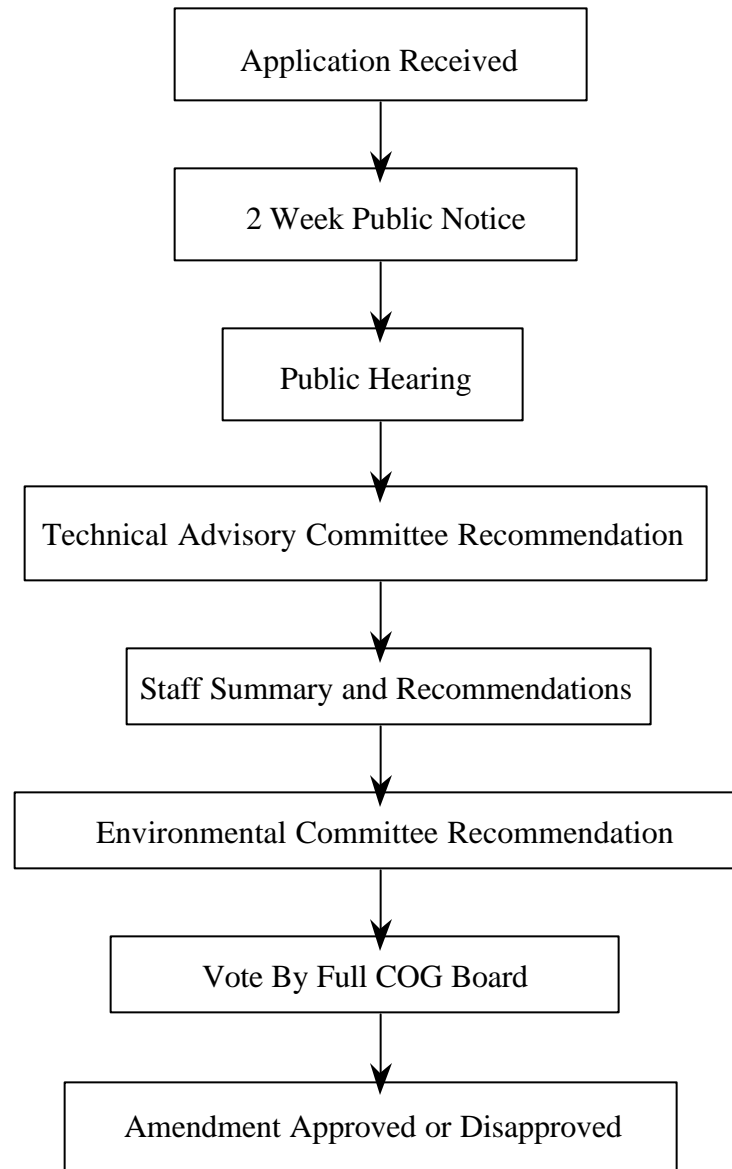 Application Received
2 Week Public Notice
Public Hearing
Technical Advisory Committee Recommendation
Staff Summary and Recommendations
Environmental Committee Recommendation
Vote By Full COG Board
Amendment Approved or Disapproved